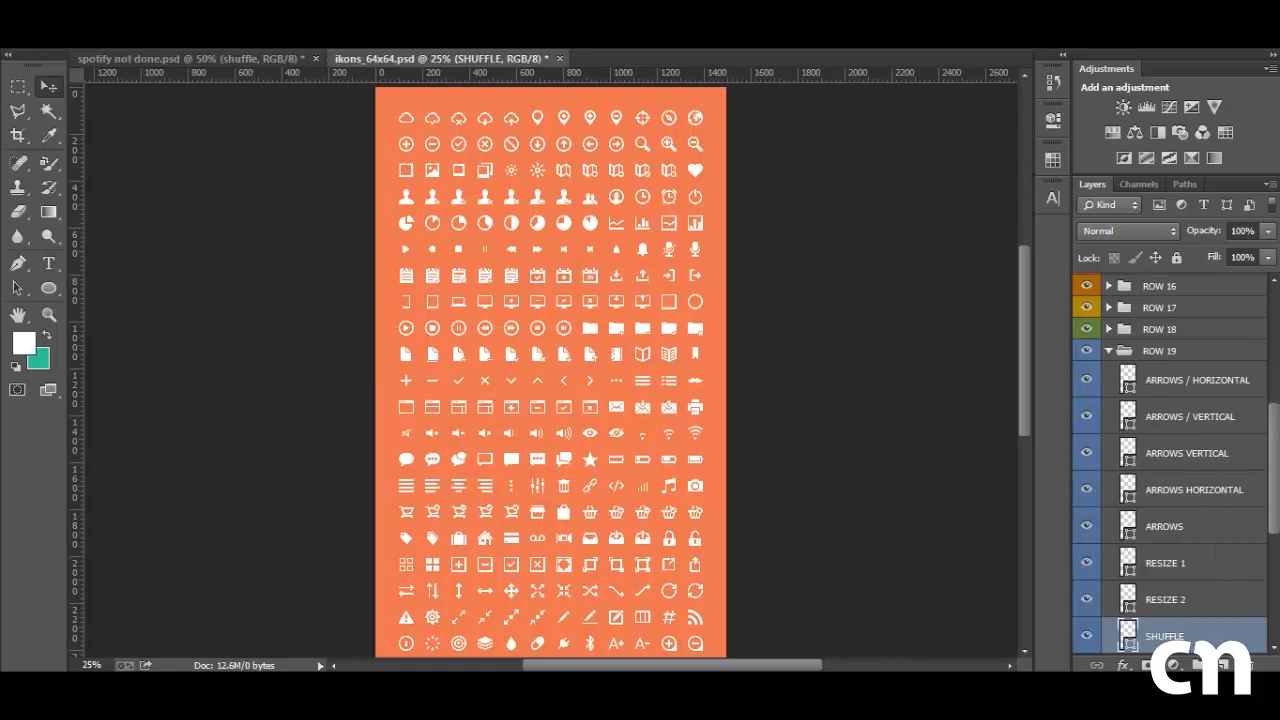 spotify not done.psd @ 50% (shuffle, RGB/8) * ×
ikons_64x64.psd @ 25% (SHUFFLE, RGB/8) * ×
1200 1000 800 600 400 200 0 200 400 600 800 1000 1200 1400 1600 1800 2000 2200 2400 2600
Adjustments
Add an adjustment
Layers Channels Paths
Kind
Normal Opacity: 100%
Lock: Fill: 100%
ROW 16
ROW 17
ROW 18
ROW 19
ARROWS / HORIZONTAL
ARROWS / VERTICAL
ARROWS VERTICAL
ARROWS HORIZONTAL
ARROWS
RESIZE 1
RESIZE 2
SHUFFLE
25% Doc: 12.6M/0 bytes
cn